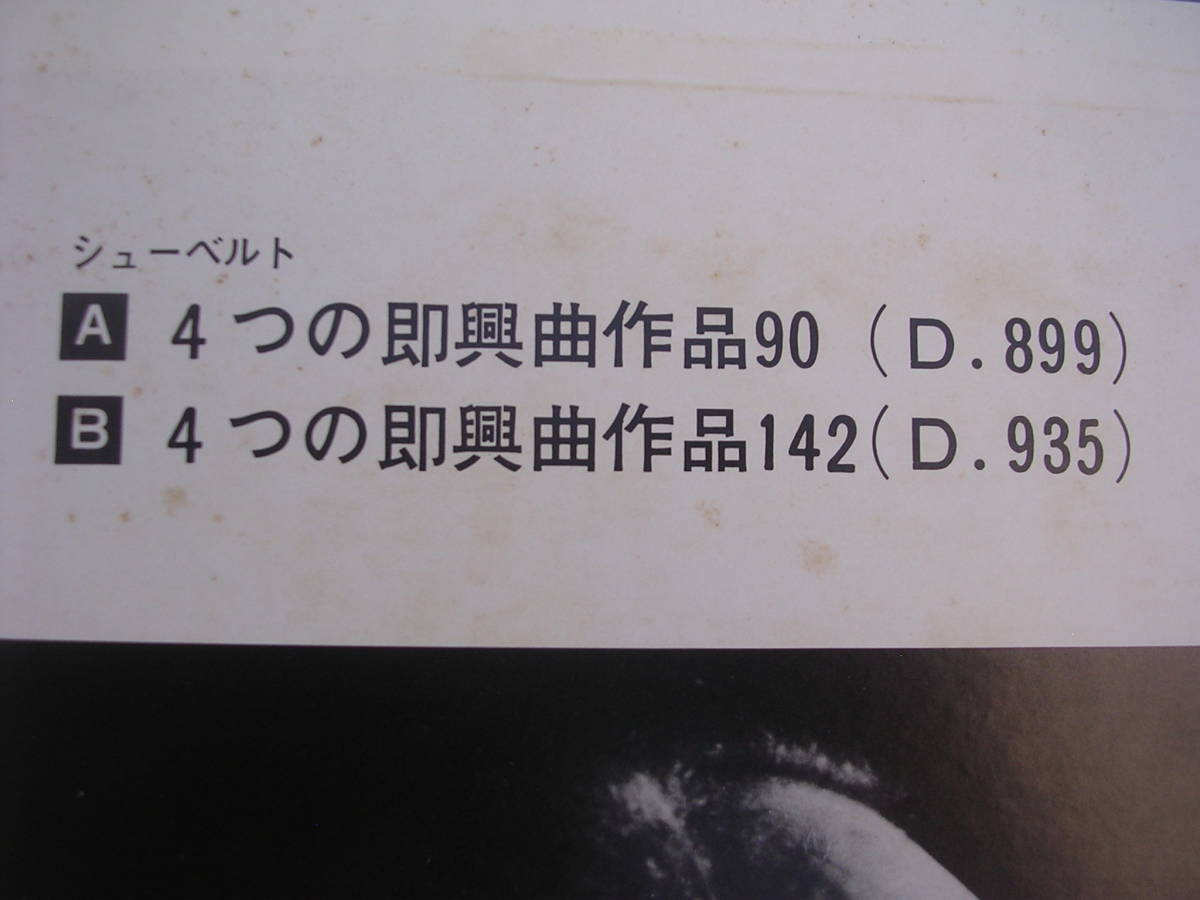 シューベルト
A 4つの即興曲作品90（D.899）
B 4つの即興曲作品142（D.935）